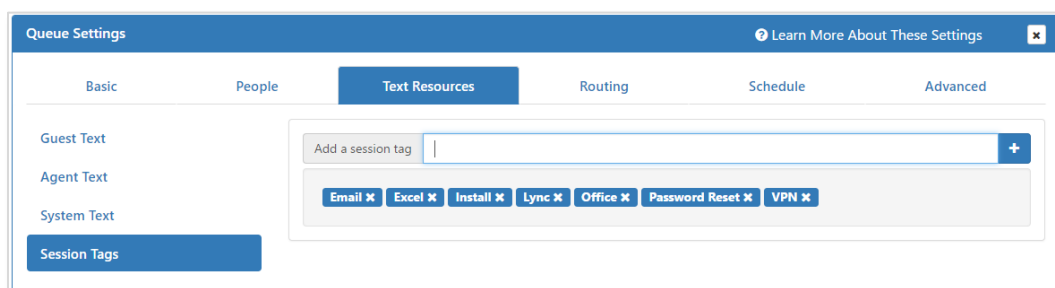 Queue Settings ? Learn More About These Settings ×
Basic People Text Resources Routing Schedule Advanced
Guest Text
Add a session tag +
Agent Text
Email × Excel × Install × Lync × Office × Password Reset × VPN ×
System Text
Session Tags